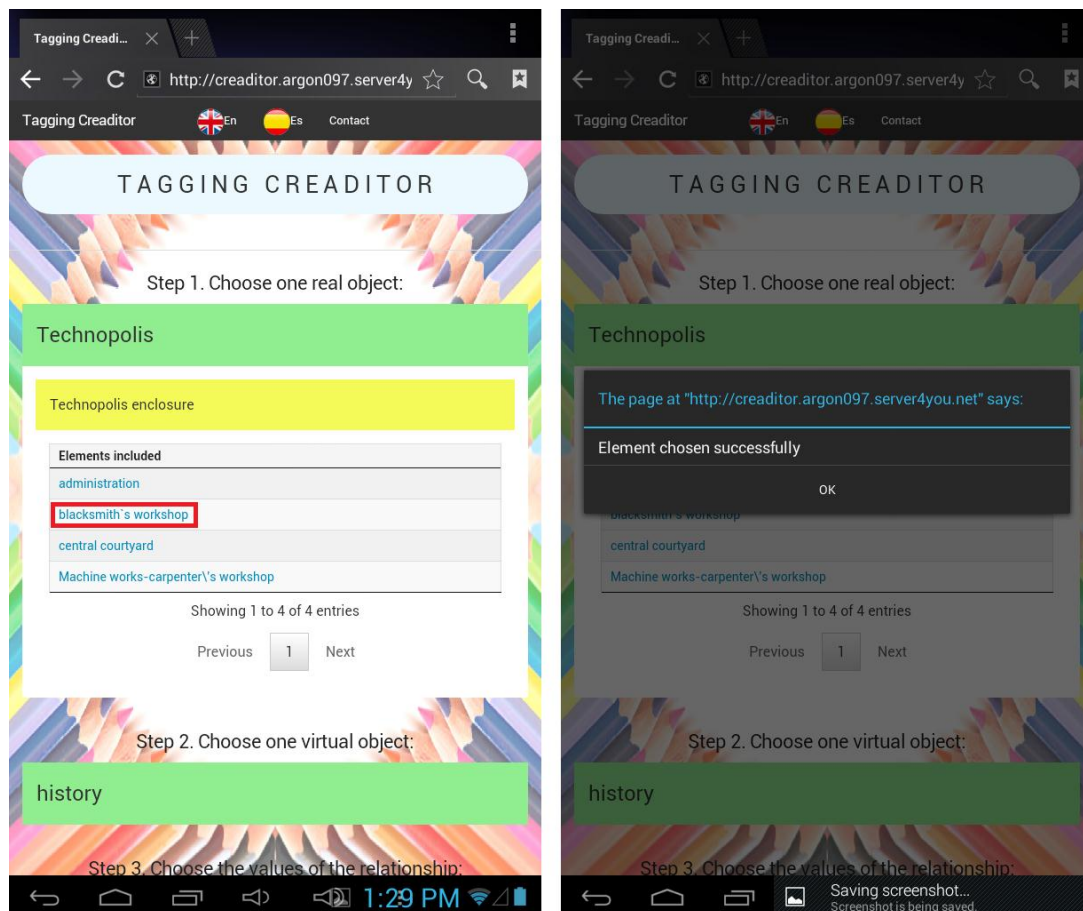 Tagging Creadi...
http://creaditor.argon097.server4y
Tagging Creaditor En Es Contact
TAGGING CREADITOR
Step 1. Choose one real object:
Technopolis
Technopolis enclosure
Elements included
administration
blacksmith`s workshop
central courtyard
Machine works-carpenter\'s workshop
Showing 1 to 4 of 4 entries
Previous 1 Next
Step 2. Choose one virtual object:
history
Step 3. Choose the values of the relationship:
1:29 PM
Tagging Creadi...
http://creaditor.argon097.server4y
Tagging Creaditor En Es Contact
TAGGING CREADITOR
Step 1. Choose one real object:
Technopolis
The page at "http://creaditor.argon097.server4you.net" says:
Element chosen successfully
OK
blacksmith`s workshop
central courtyard
Machine works-carpenter\'s workshop
Showing 1 to 4 of 4 entries
Previous 1 Next
Step 2. Choose one virtual object:
history
Step 3. Choose the values of the relationship:
Saving screenshot...
Screenshot is being saved.